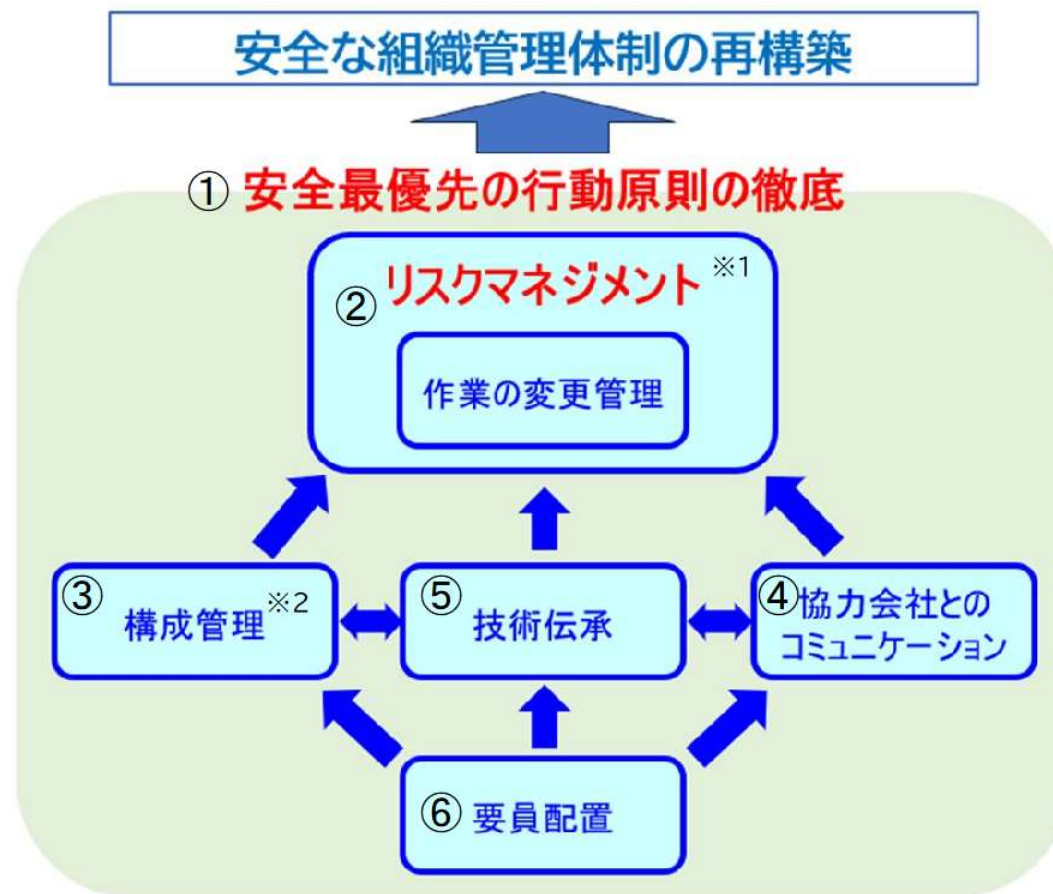 安全な組織管理体制の再構築
① 安全最優先の行動原則の徹底
② リスクマネジメント ※1
作業の変更管理
③ 構成管理 ※2
⑤ 技術伝承
④ 協力会社との
コミュニケーション
⑥ 要員配置